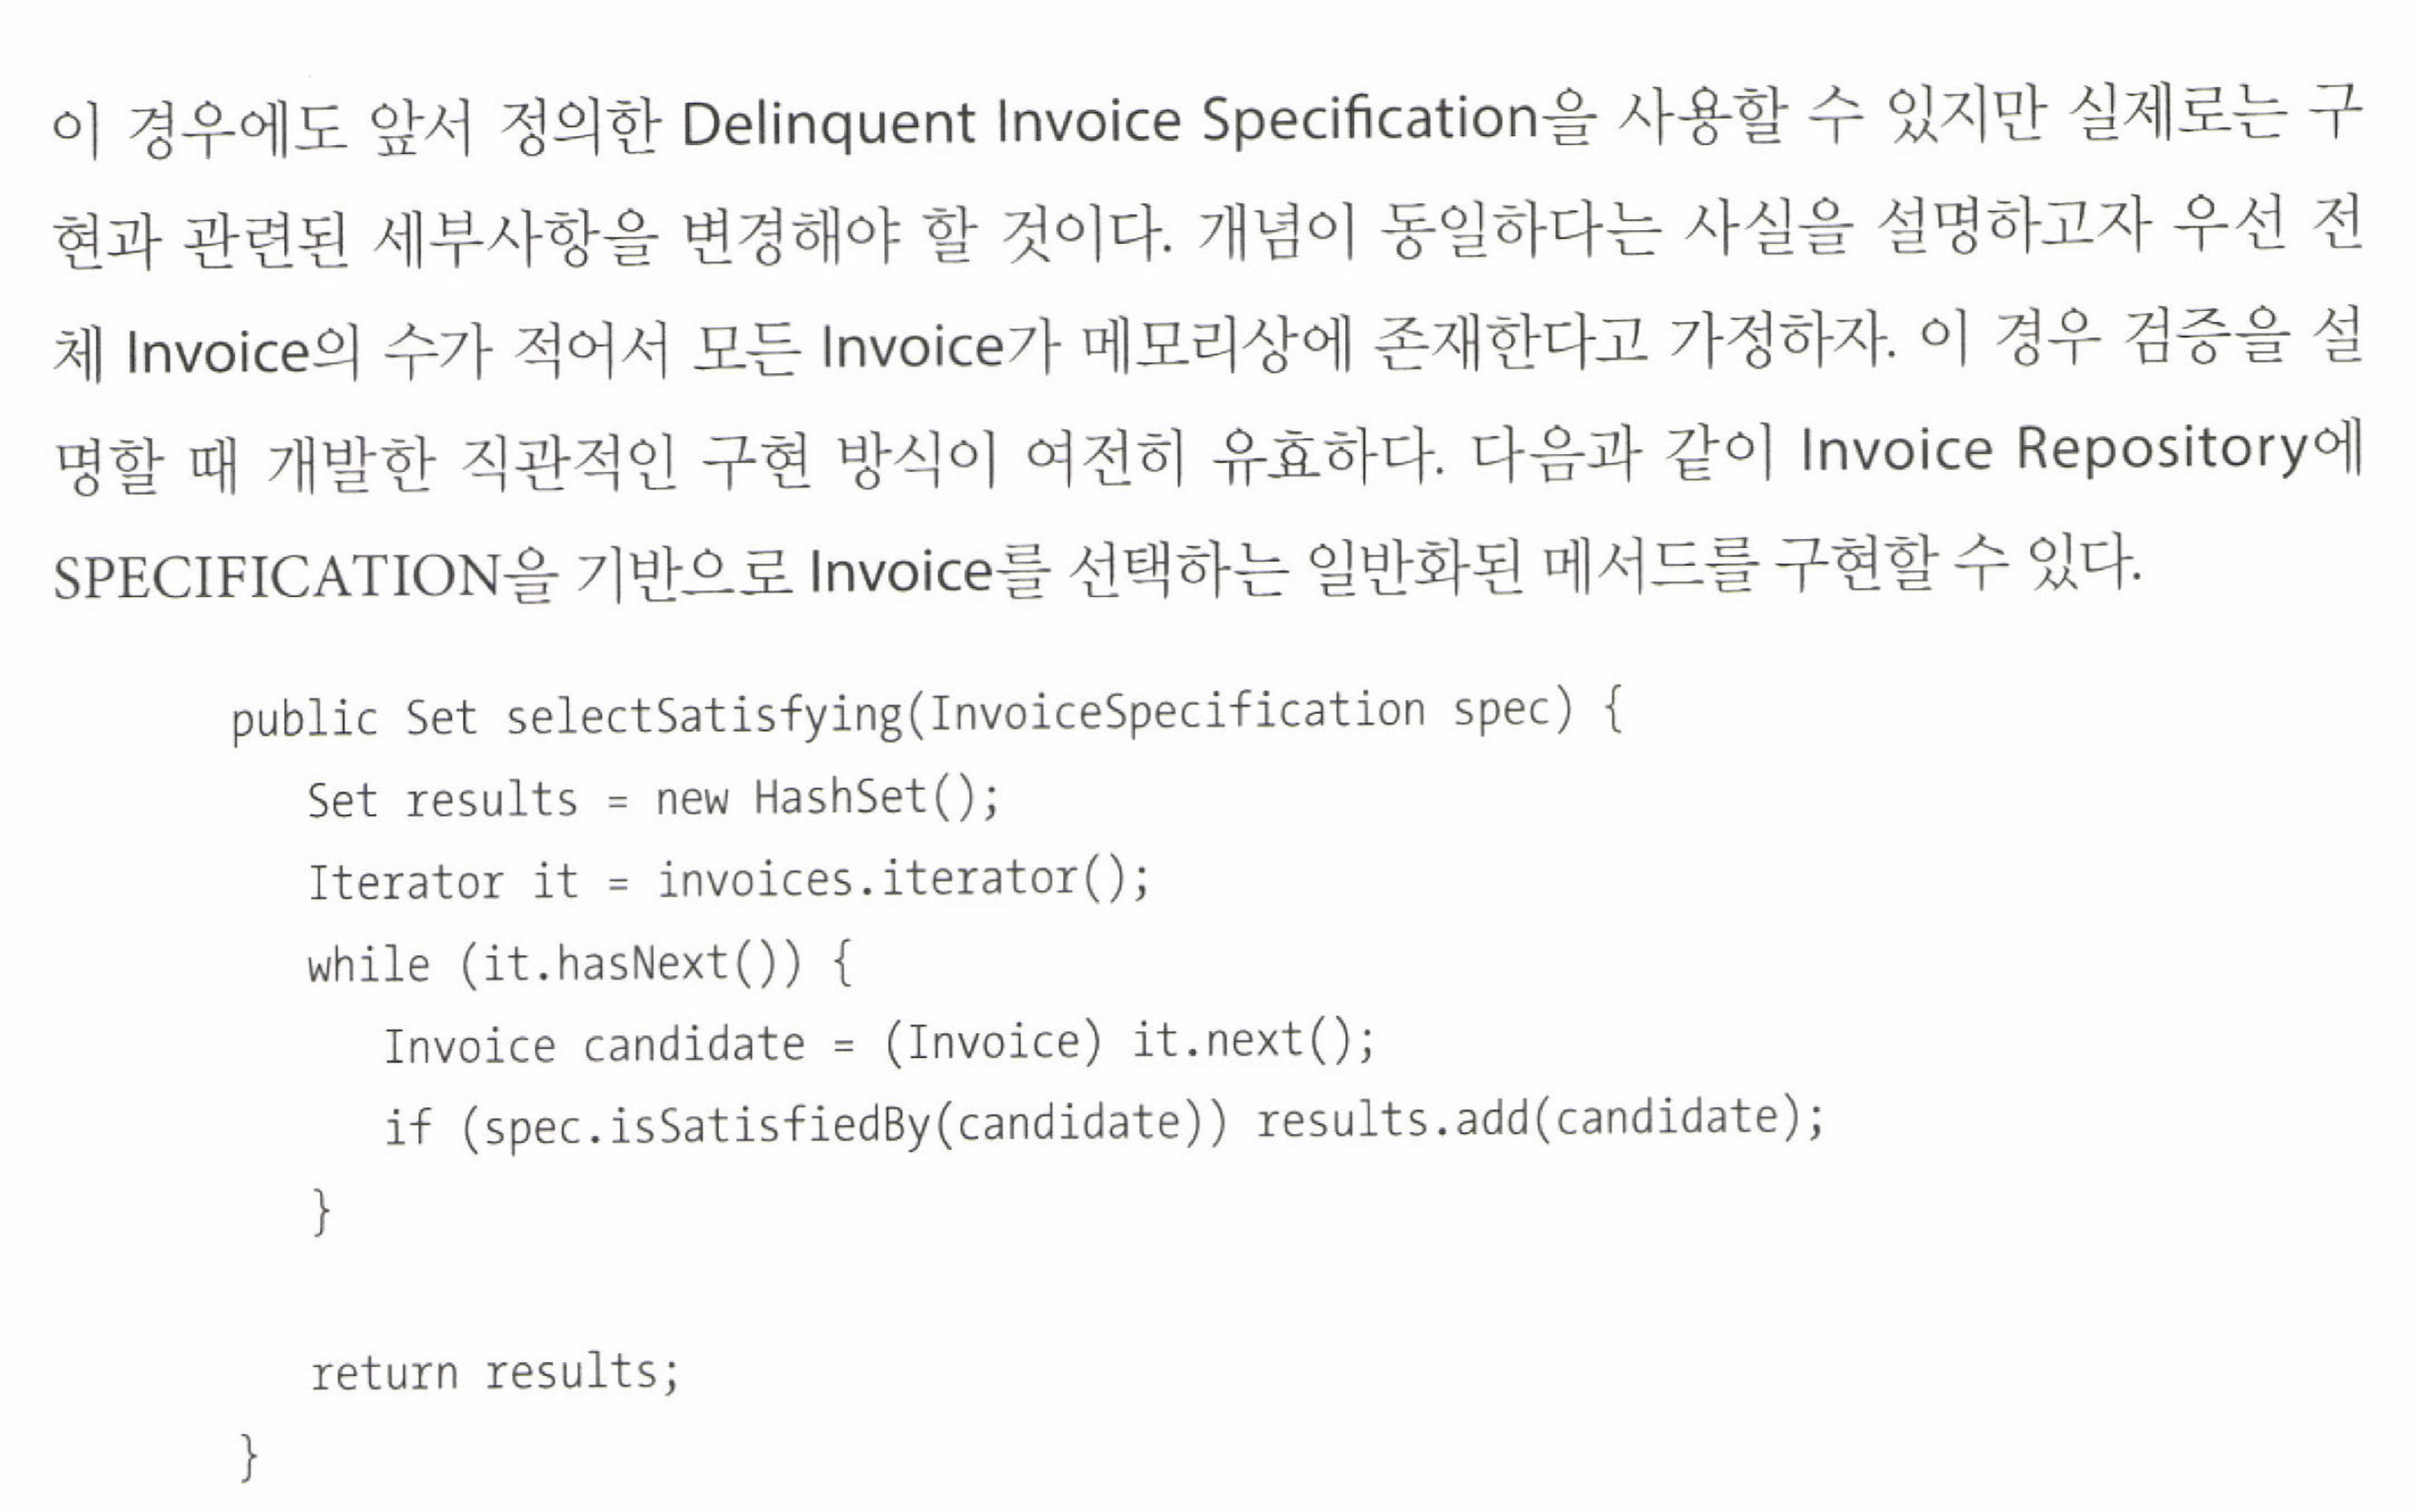 이 경우에도 앞서 정의한 Delinquent Invoice Specification을 사용할 수 있지만 실제로는 구
현과 관련된 세부사항을 변경해야 할 것이다. 개념이 동일하다는 사실을 설명하고자 우선 전
체 Invoice의 수가 적어서 모든 Invoice가 메모리상에 존재한다고 가정하자. 이 경우 검증을 설
명할 때 개발한 직관적인 구현 방식이 여전히 유효하다. 다음과 같이 Invoice Repository에
SPECIFICATION을 기반으로 Invoice를 선택하는 일반화된 메서드를 구현할 수 있다.
public Set selectSatisfying(InvoiceSpecification spec) {
Set results = new HashSet();
Iterator it = invoices.iterator();
while (it.hasNext()) {
Invoice candidate = (Invoice) it.next();
if (spec.isSatisfiedBy(candidate)) results.add(candidate);
}
return results;
}